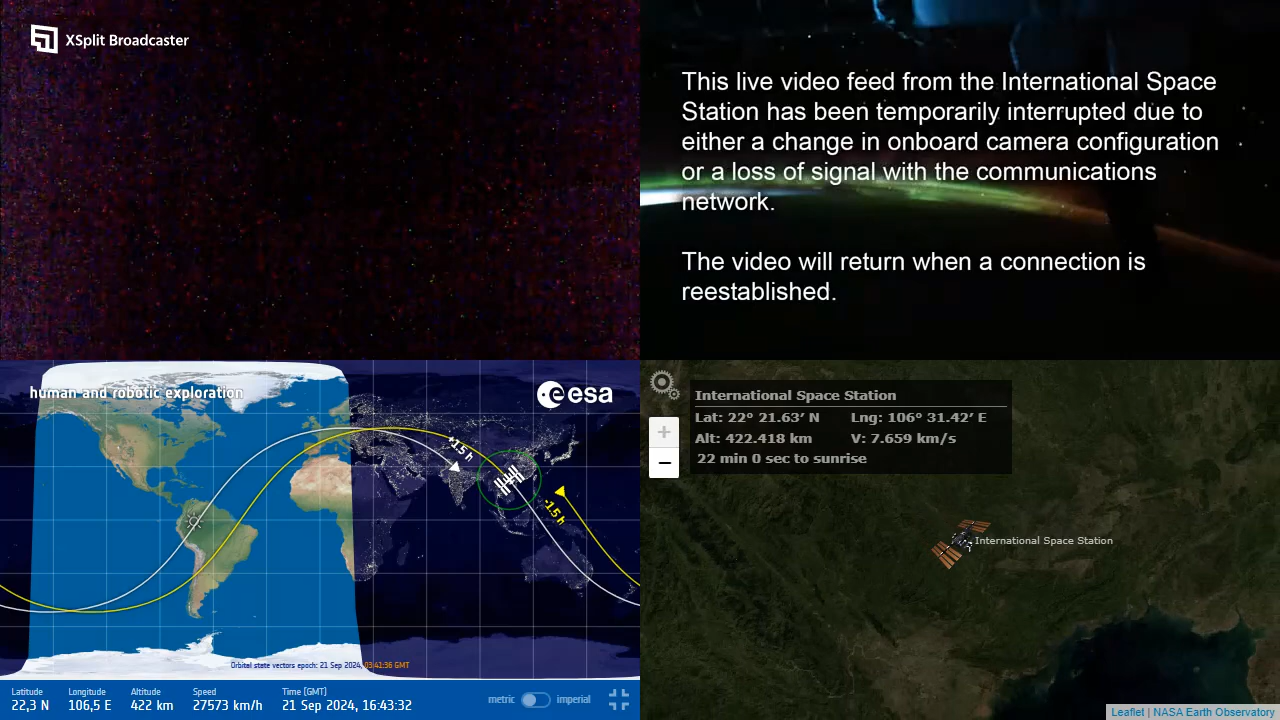 XSplit Broadcaster
This live video feed from the International Space
Station has been temporarily interrupted due to
either a change in onboard camera configuration
or a loss of signal with the communications
network.
The video will return when a connection is
reestablished.
human and robotic exploration
esa
+1.5 h
-1.5 h
Orbital state vectors epoch: 21 Sep 2024, 03:41:36 GMT
Latitude Longitude Altitude Speed Time (GMT)
22,3 N 106,5 E 422 km 27573 km/h 21 Sep 2024, 16:43:32
metric imperial
International Space Station
Lat: 22° 21.63′ N Lng: 106° 31.42′ E
Alt: 422.418 km V: 7.659 km/s
22 min 0 sec to sunrise
+
−
International Space Station
Leaflet | NASA Earth Observatory